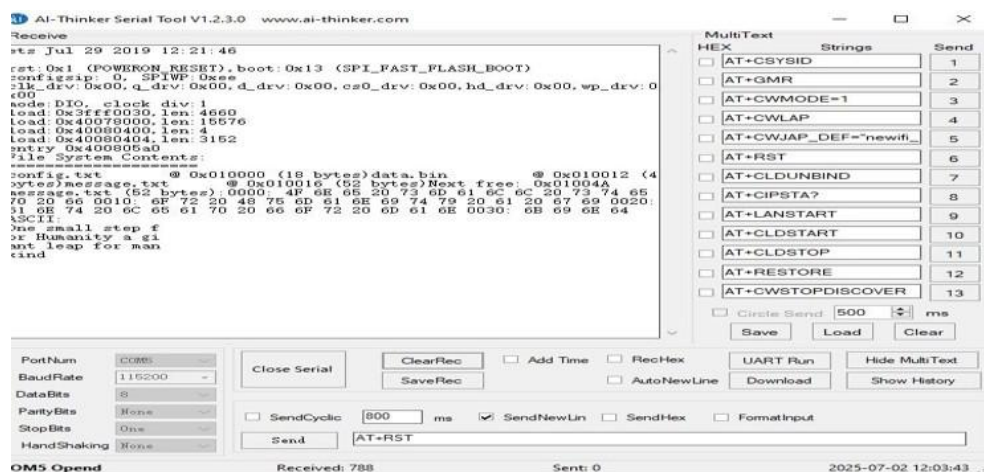 AI-Thinker Serial Tool V1.2.3.0 www.ai-thinker.com
Receive
ets Jul 29 2019 12:21:46
rst:0x1 (POWERON_RESET),boot:0x13 (SPI_FAST_FLASH_BOOT)
configsip: 0, SPIWP:0xee
clk_drv:0x00,q_drv:0x00,d_drv:0x00,cs0_drv:0x00,hd_drv:0x00,wp_drv:0
x00
mode:DIO, clock div:1
load:0x3fff0030,len:4660
load:0x40078000,len:15576
load:0x40080400,len:4
load:0x40080404,len:3152
entry 0x400805a0
File System Contents:
====================
config.txt @ 0x010000 (18 bytes)data.bin @ 0x010012 (4
bytes)message.txt @ 0x010016 (52 bytes)Next free: 0x01004A
message.txt (52 bytes):0000: 4F 6E 65 20 73 6D 61 6C 6C 20 73 74 65
70 20 66 0010: 6F 72 20 48 75 6D 61 6E 69 74 79 20 61 20 67 69 0020:
61 6E 74 20 6C 65 61 70 20 66 6F 72 20 6D 61 6E 0030: 6B 69 6E 64
ASCII:
One small step f
or Humanity a gi
ant leap for man
kind
MultiText
HEX Strings Send
AT+CSYSID 1
AT+GMR 2
AT+CWMODE=1 3
AT+CWLAP 4
AT+CWJAP_DEF="newifi_ 5
AT+RST 6
AT+CLDUNBIND 7
AT+CIPSTA? 8
AT+LANSTART 9
AT+CLDSTART 10
AT+CLDSTOP 11
AT+RESTORE 12
AT+CWSTOPDISCOVER 13
Circle Send 500 ms
Save Load Clear
PortNum COM5
BaudRate 115200
DataBits 8
ParityBits None
StopBits One
HandShaking None
Close Serial
ClearRec Add Time RecHex
SaveRec AutoNewLine
UART Run Hide MultiText
Download Show History
SendCyclic 800 ms SendNewLin SendHex FormatInput
Send AT+RST
OM5 Opend Received: 788 Sent: 0 2025-07-02 12:03:43